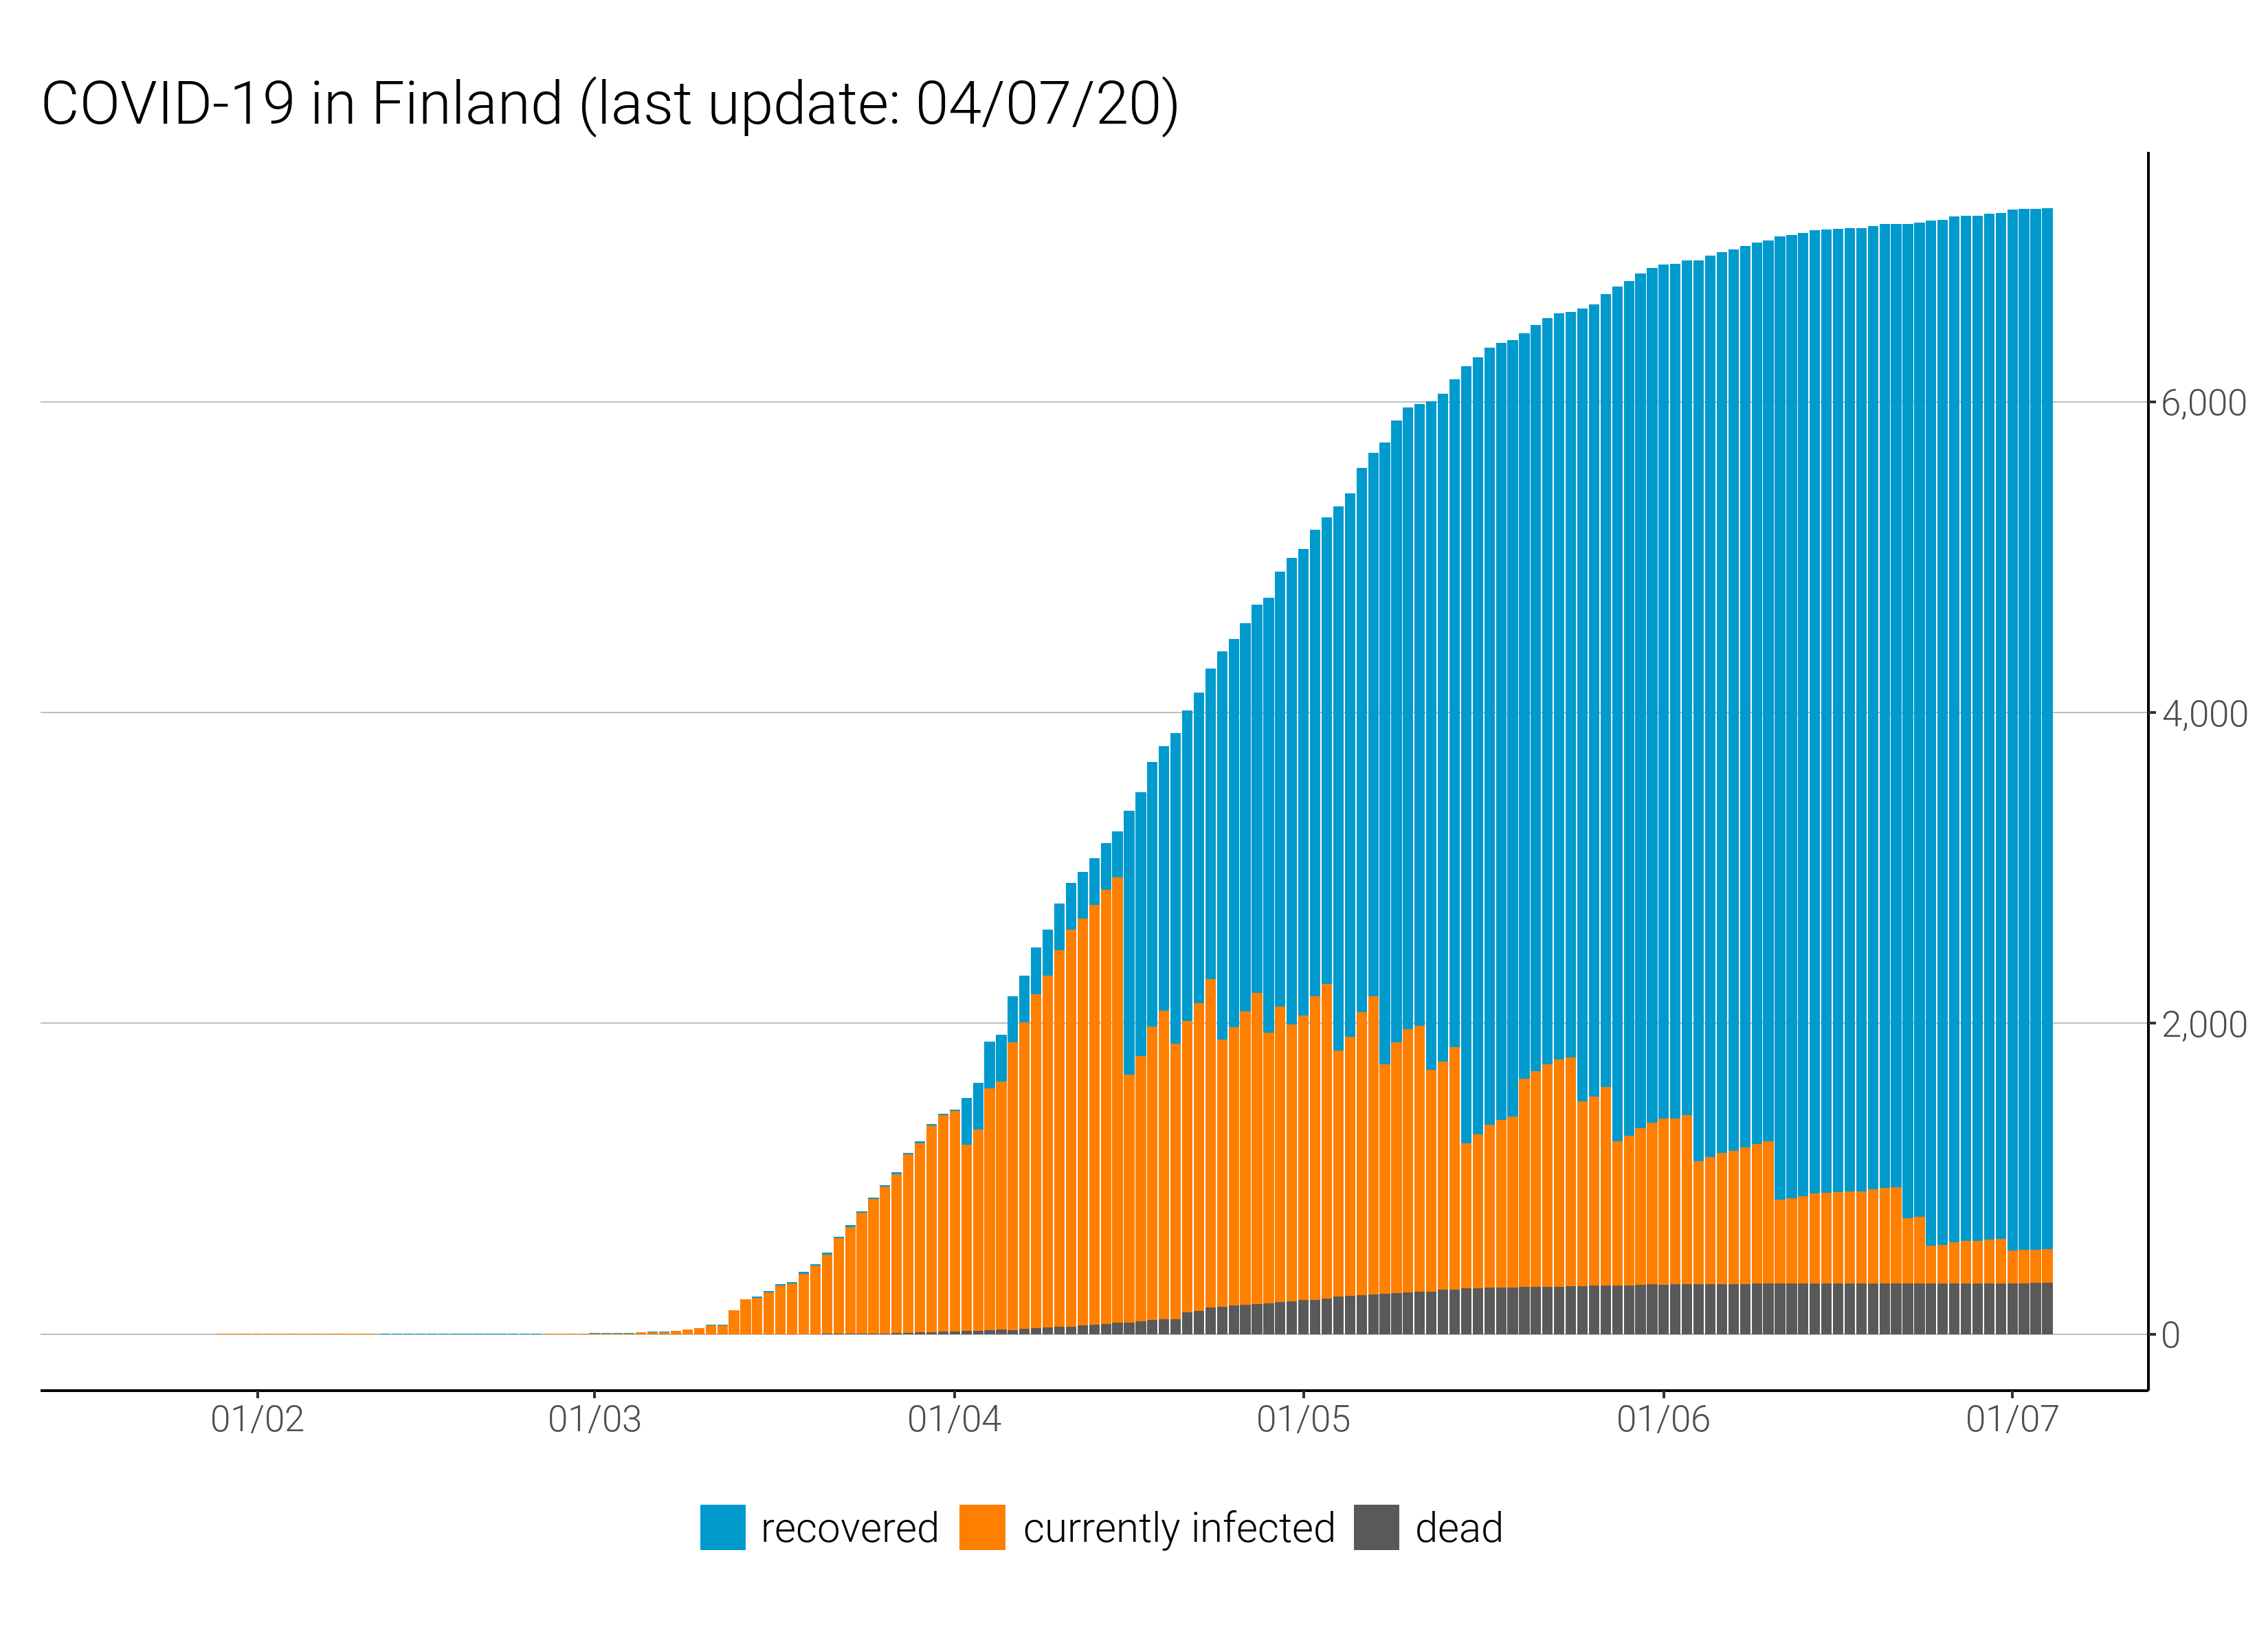 COVID-19 in Finland (last update: 04/07/20)
6,000
4,000
2,000
0
01/02 01/03 01/04 01/05 01/06 01/07
recovered currently infected dead